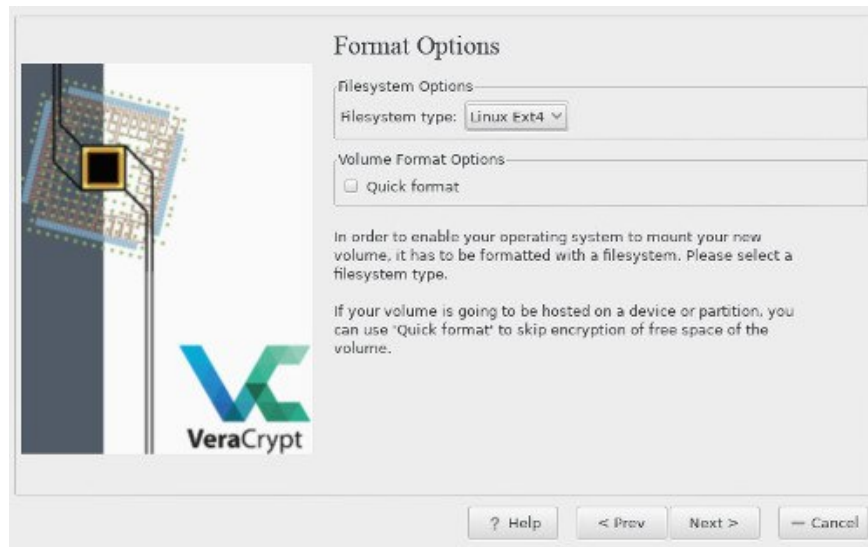 Format Options
Filesystem Options
Filesystem type: Linux Ext4
Volume Format Options
Quick format
In order to enable your operating system to mount your new
volume, it has to be formatted with a filesystem. Please select a
filesystem type.
If your volume is going to be hosted on a device or partition, you
can use 'Quick format' to skip encryption of free space of the
volume.
VeraCrypt
? Help < Prev Next > Cancel